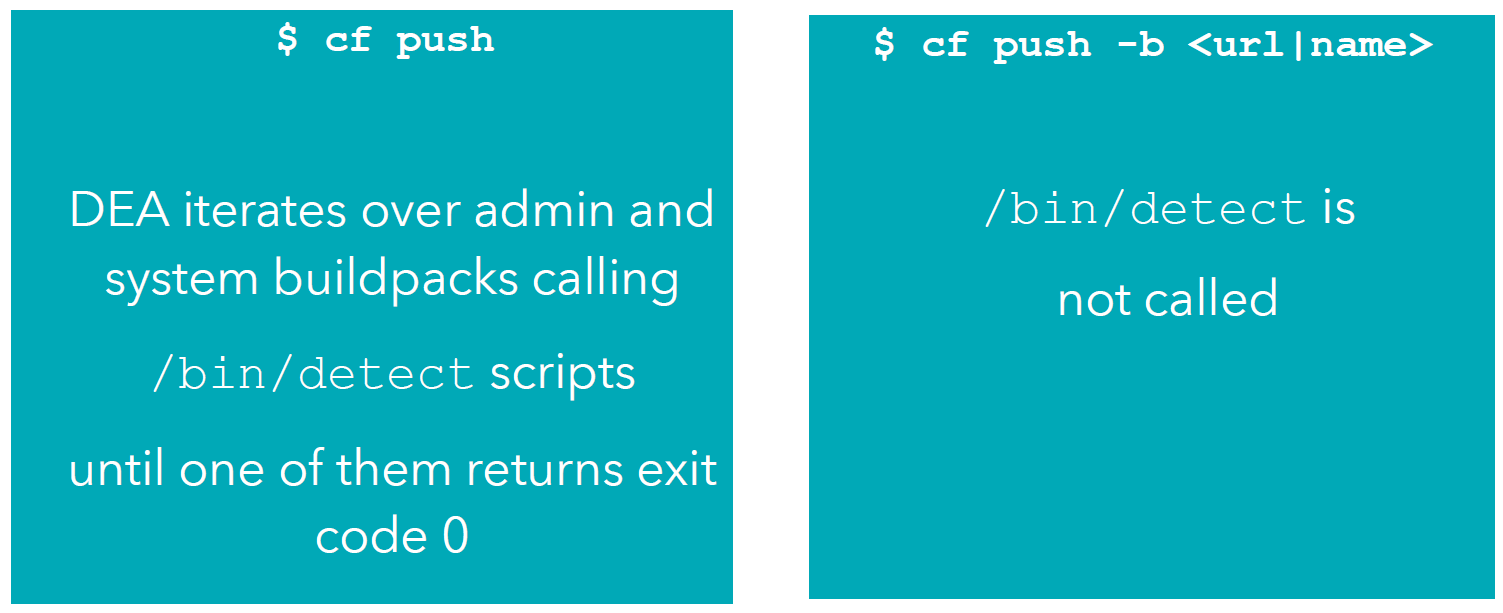 $ cf push
DEA iterates over admin and
system buildpacks calling
/bin/detect scripts
until one of them returns exit
code 0
$ cf push -b <url|name>
/bin/detect is
not called